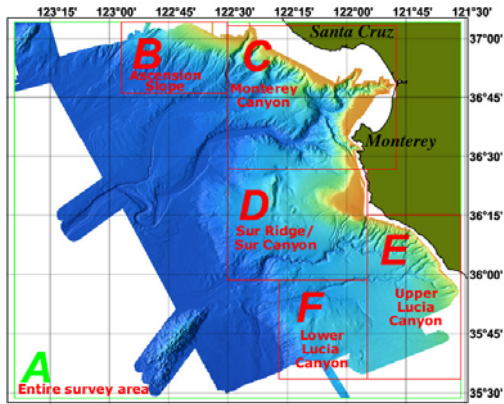 123°15' 122°45' 122°15' 121°45'
123°00' 122°30' 122°00' 121°30'
Santa Cruz
37°00'
B
Ascension
Slope
C
Monterey
Canyon
36°45'
Monterey
36°30'
D
Sur Ridge/
Sur Canyon
36°15'
E
Upper
Lucia
Canyon
36°00'
F
Lower
Lucia
Canyon
35°45'
A
Entire survey area
35°30'